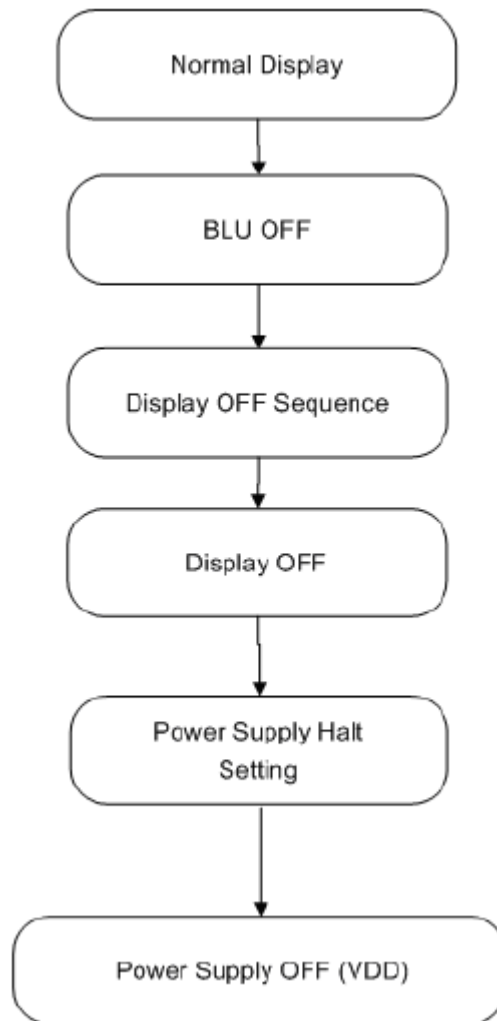 Normal Display
BLU OFF
Display OFF Sequence
Display OFF
Power Supply Halt
Setting
Power Supply OFF (VDD)